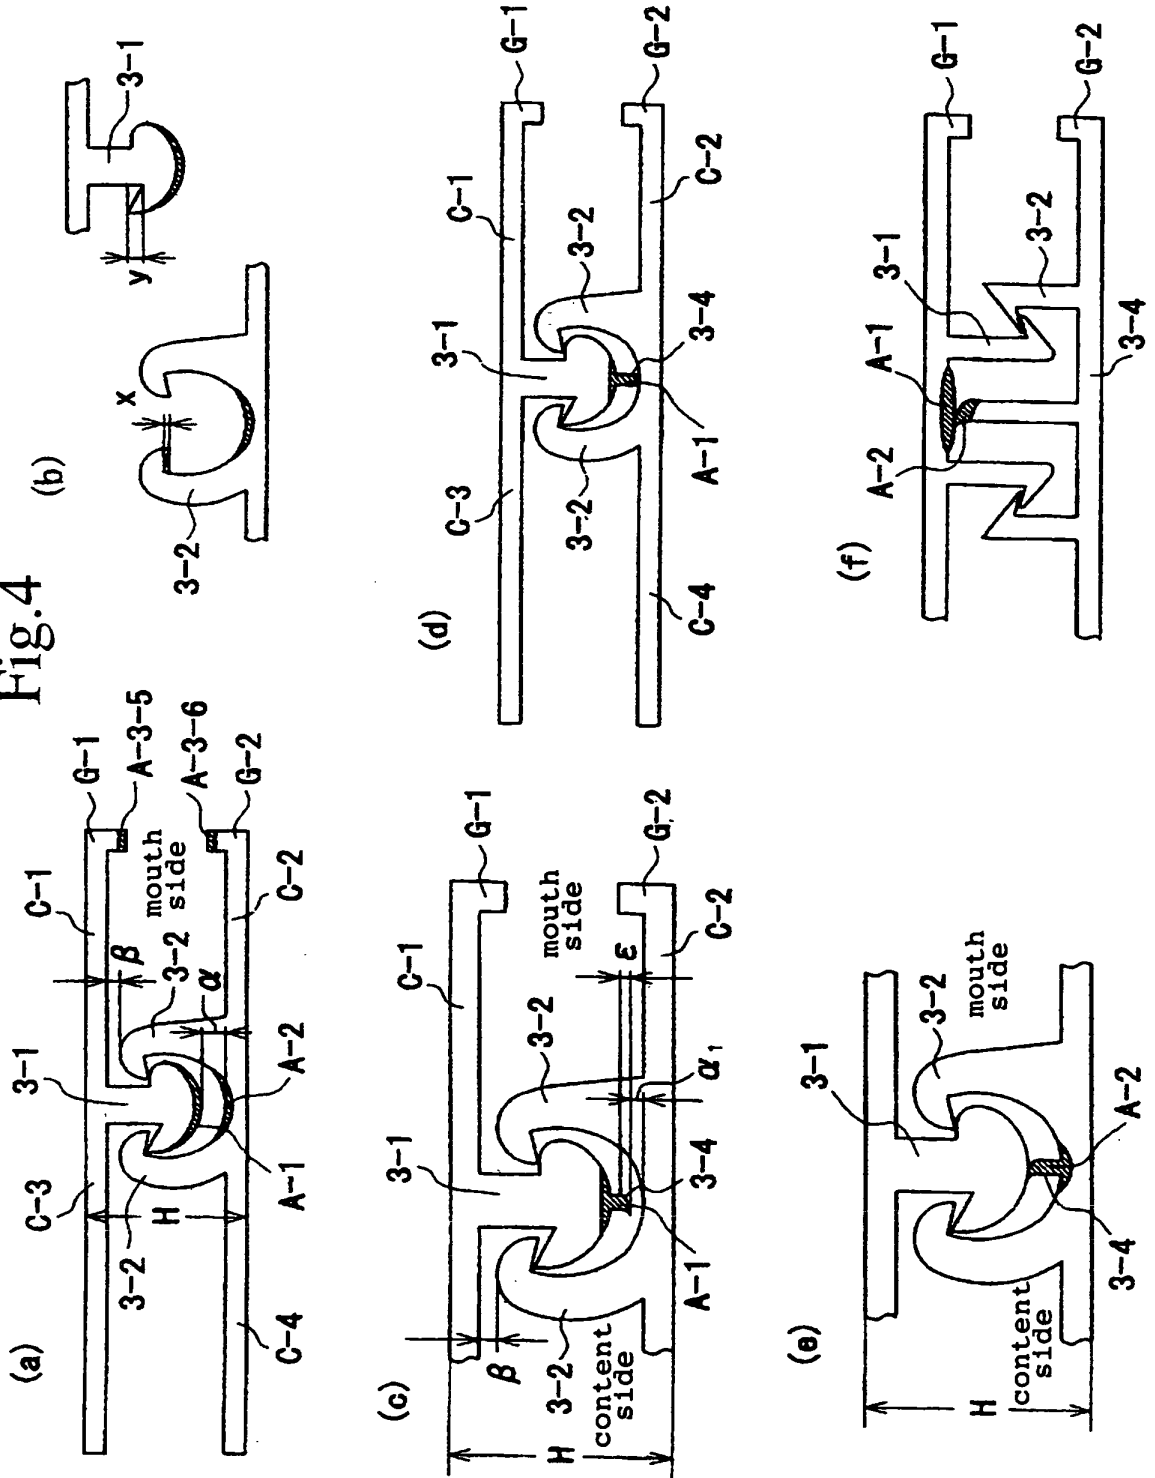 Fig.4
(a)
C-3
3-1
C-1
G-1
A-3-5
mouth
side
β
3-2
3-2
α
H
A-3-6
G-2
C-4
A-1
A-2
C-2
(b)
3-2
x
y
3-1
(c)
β
3-1
C-1
G-1
3-2
3-2
mouth
side
content
side
H
ε
α1
A-1
3-4
C-2
G-2
(d)
C-3
3-1
C-1
G-1
3-2
3-2
C-4
A-1
3-4
C-2
G-2
(e)
3-1
3-2
mouth
side
content
side
H
3-4
A-2
(f)
A-2
A-1
3-1
G-1
3-2
3-4
G-2